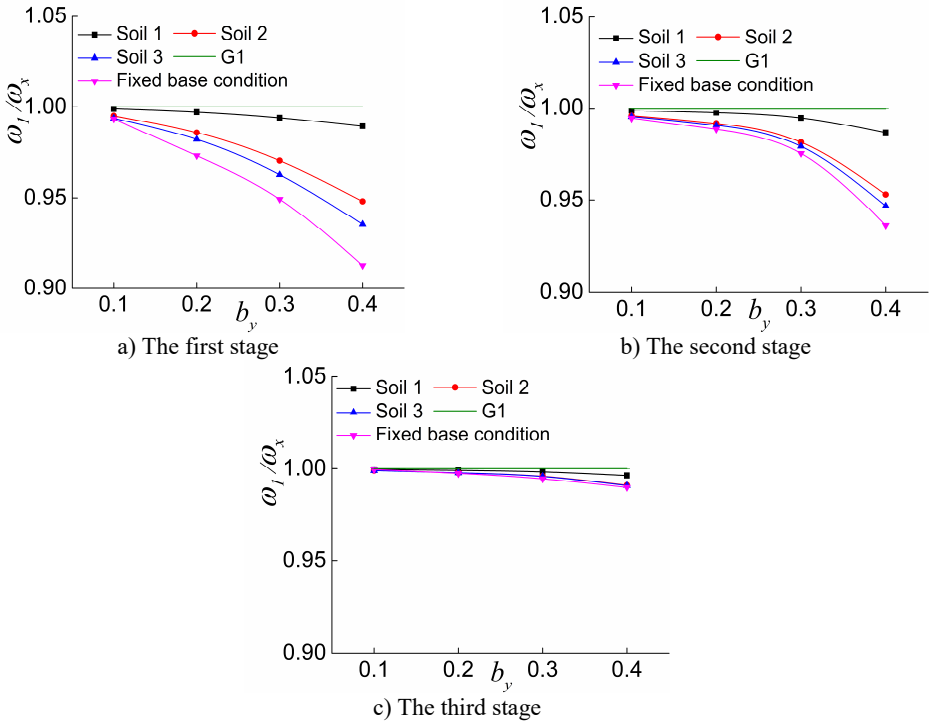 1.05
Soil 1 Soil 2
Soil 3 G1
Fixed base condition
1.00
ω1/ωx
0.95
0.90
0.1 0.2 0.3 0.4
by
a) The first stage
1.05
Soil 1 Soil 2
Soil 3 G1
Fixed base condition
1.00
ω1/ωx
0.95
0.90
0.1 0.2 0.3 0.4
by
b) The second stage
1.05
Soil 1 Soil 2
Soil 3 G1
Fixed base condition
1.00
ω1/ωx
0.95
0.90
0.1 0.2 0.3 0.4
by
c) The third stage